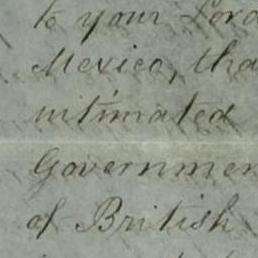 to your Lord
Mexico, tha
intimated
Governmen
of British